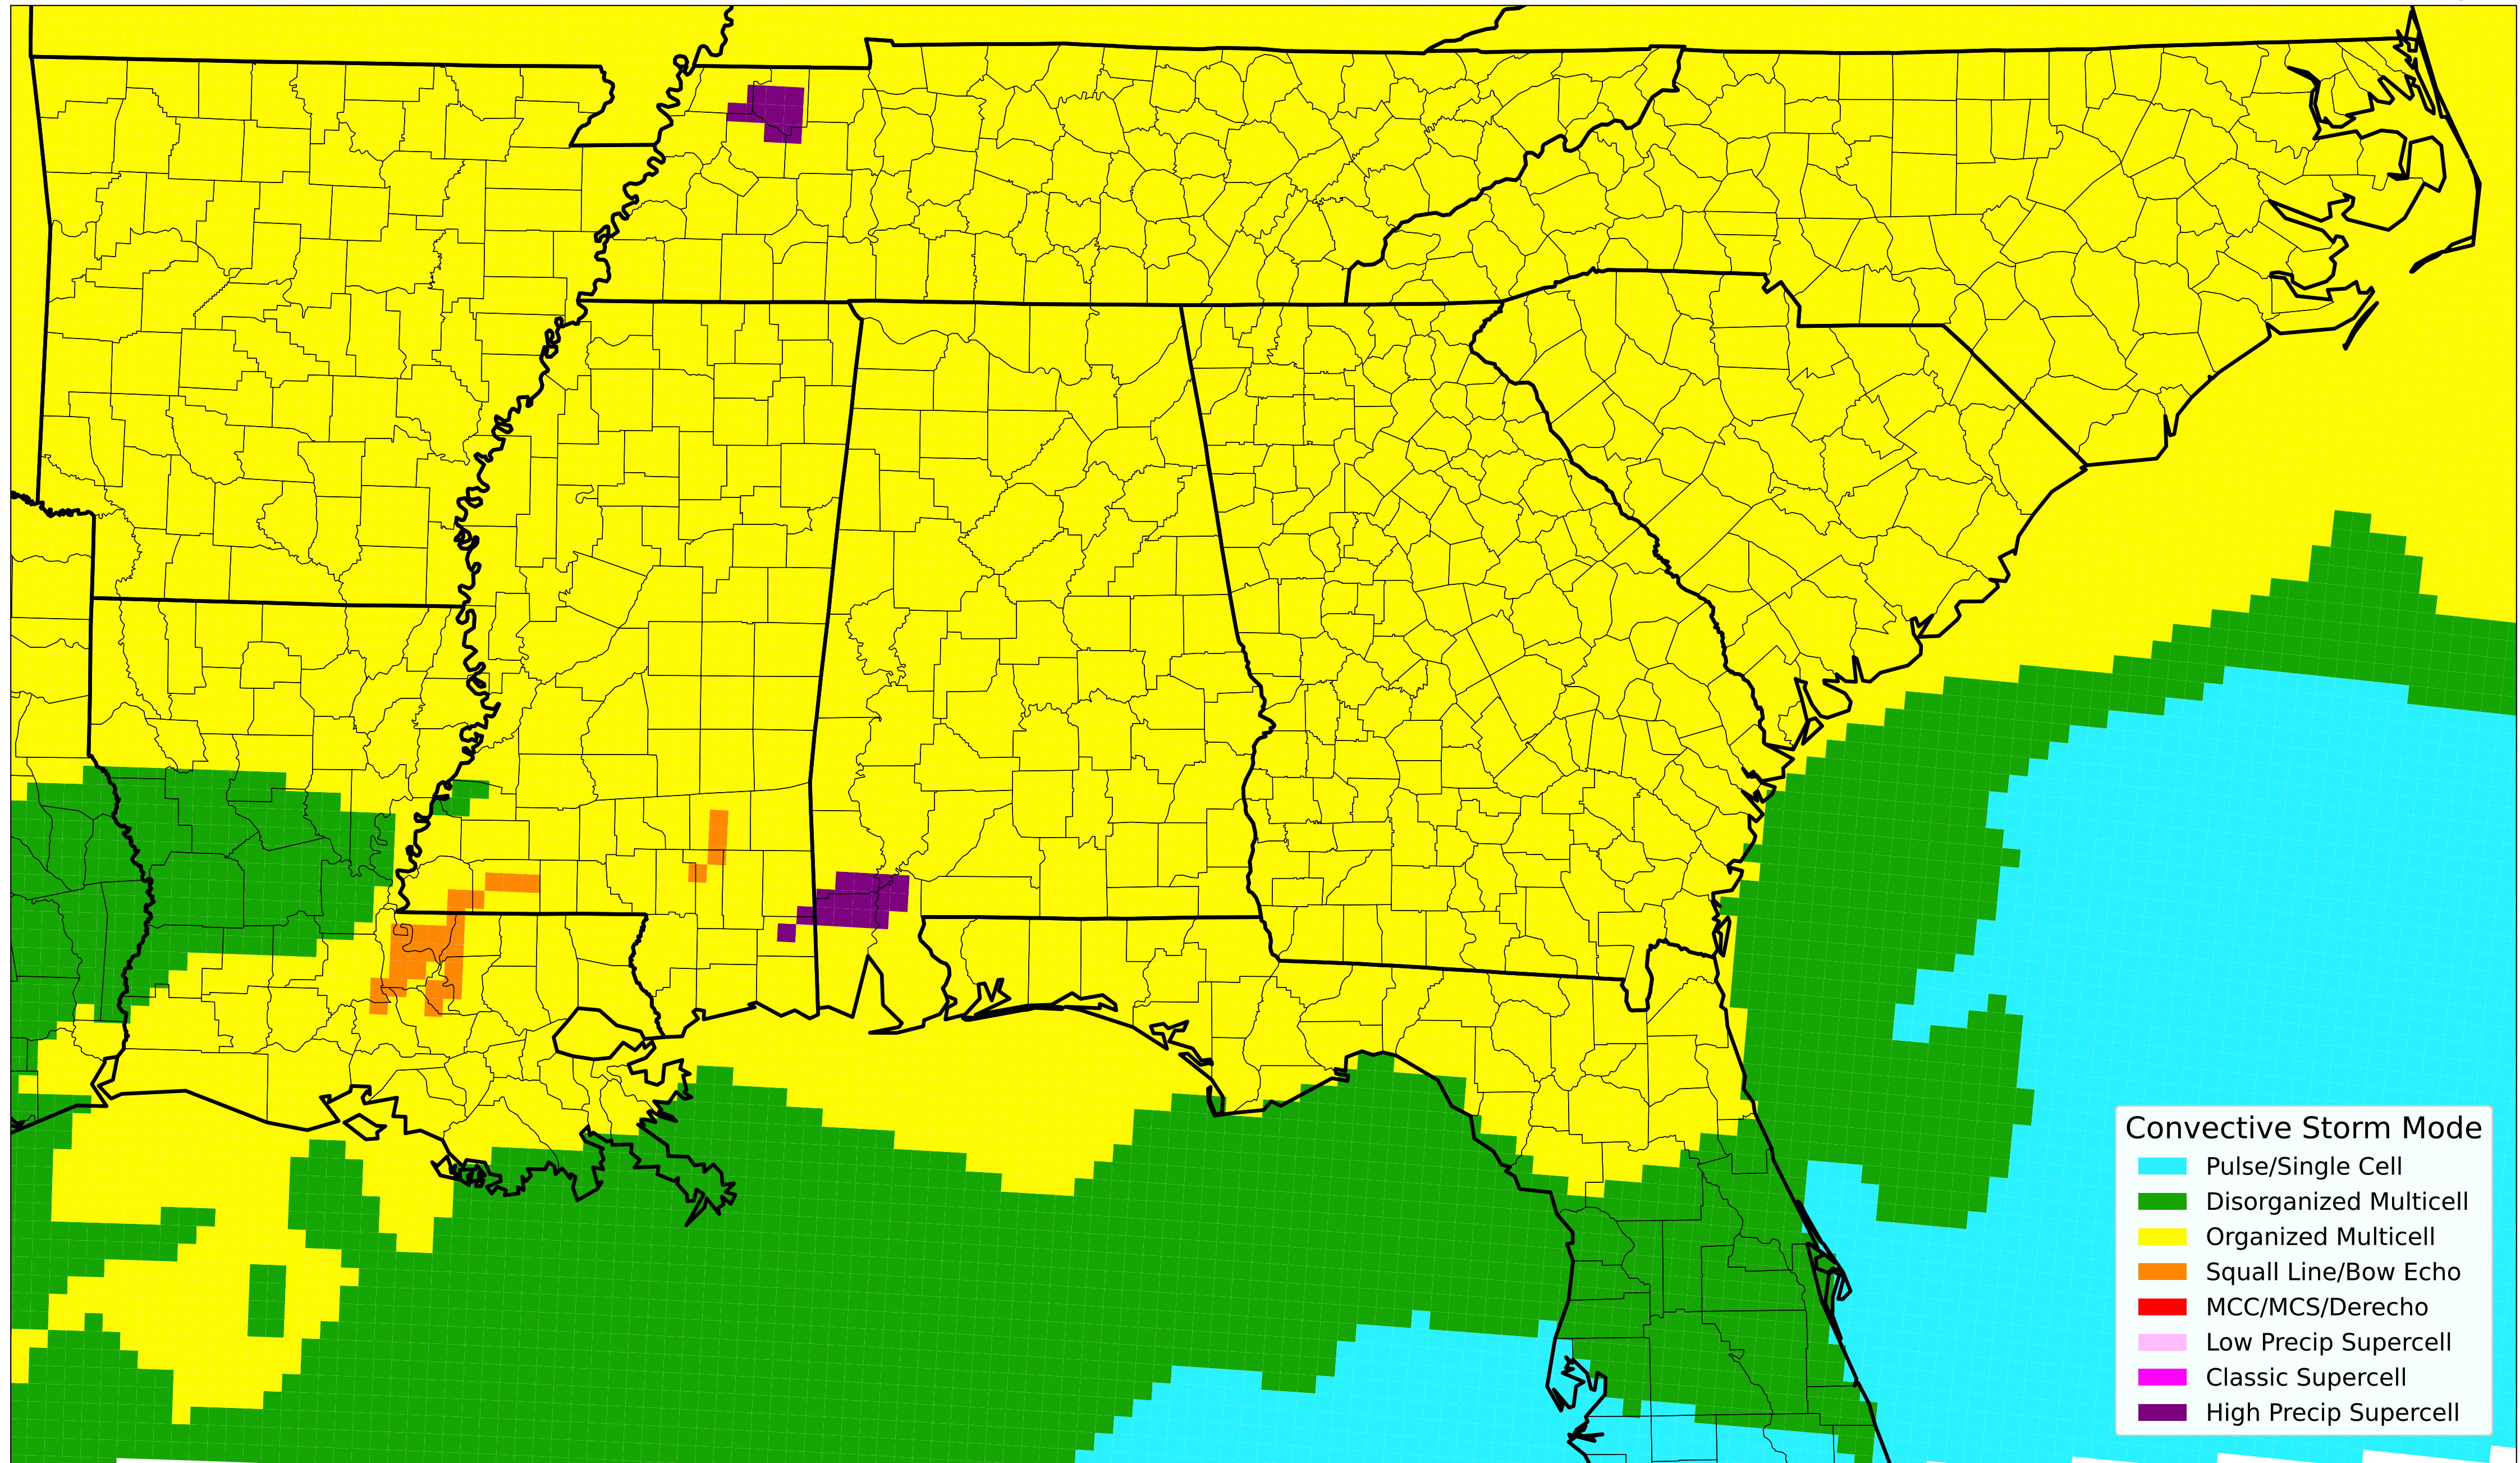 Convective Storm Mode
Pulse/Single Cell
Disorganized Multicell
Organized Multicell
Squall Line/Bow Echo
MCC/MCS/Derecho
Low Precip Supercell
Classic Supercell
High Precip Supercell